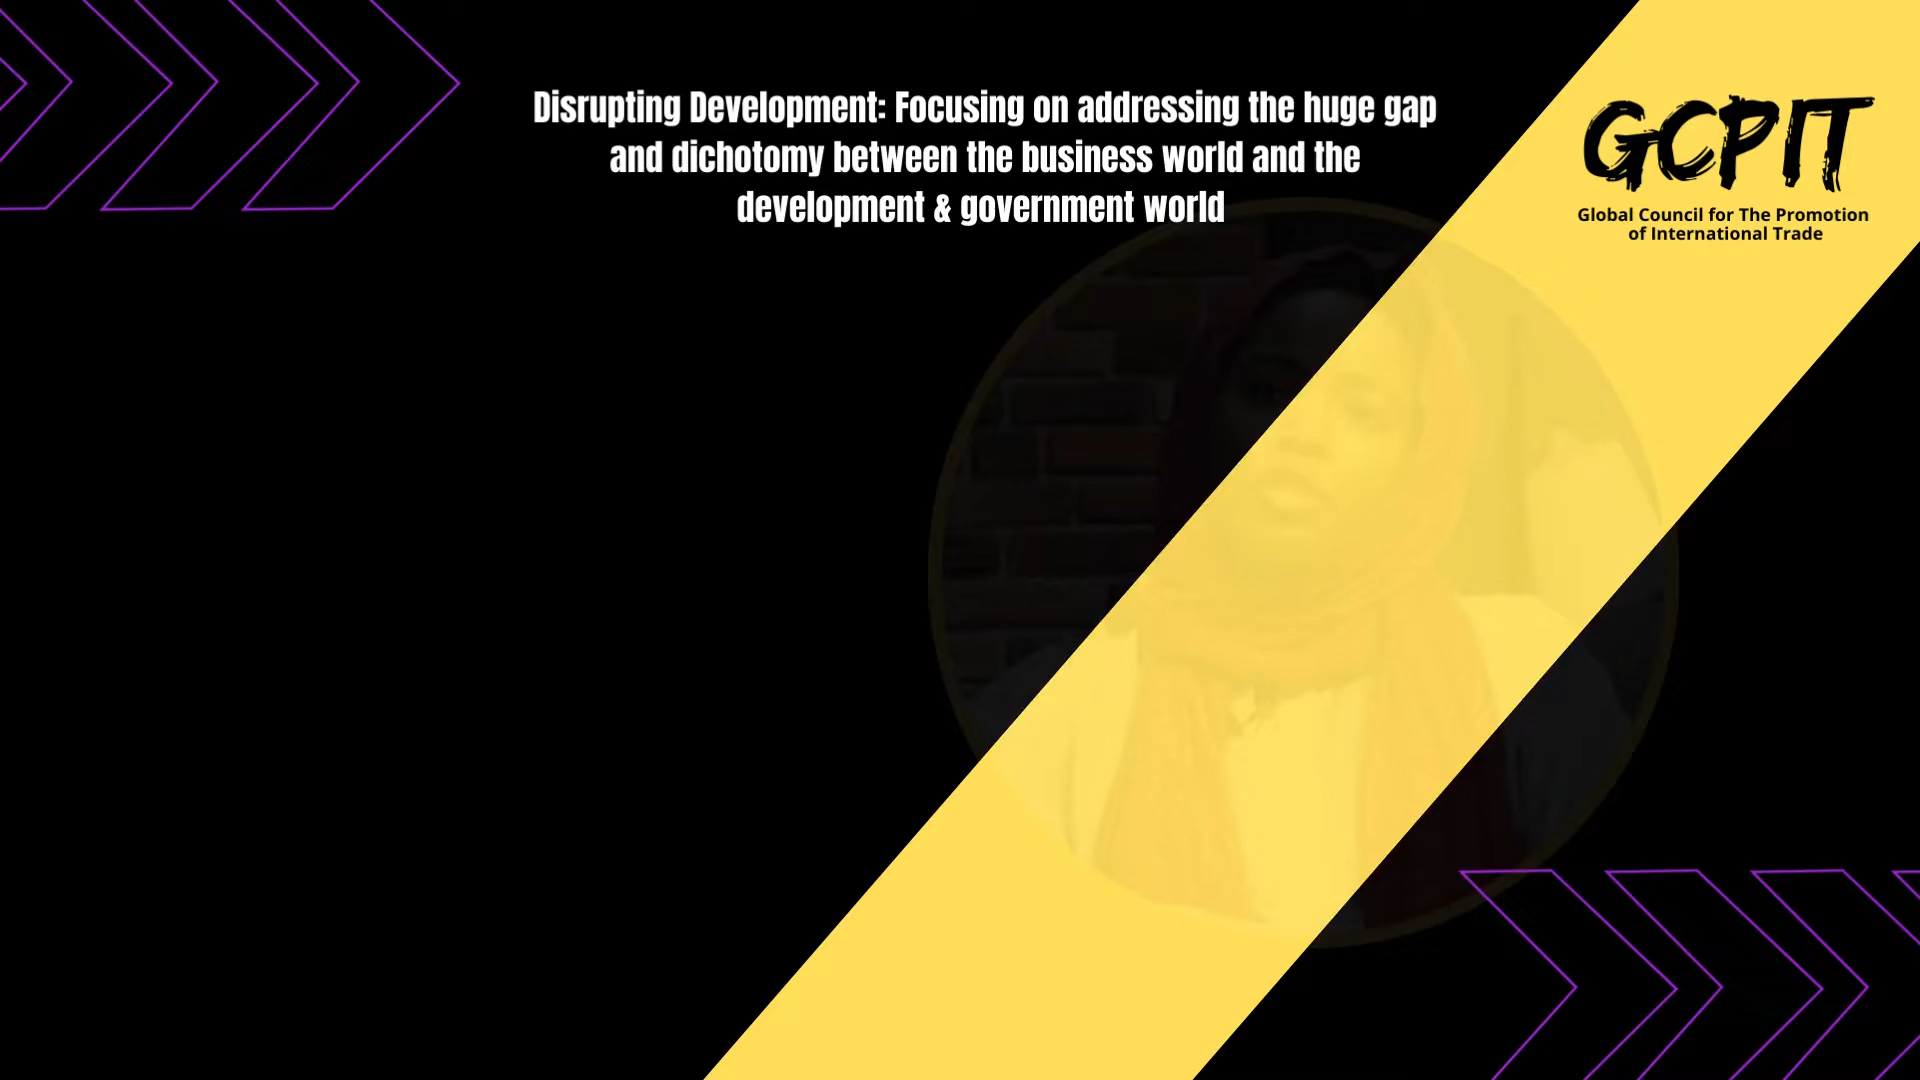 Disrupting Development: Focusing on addressing the huge gap
and dichotomy between the business world and the
development & government world
GCPIT
Global Council for The Promotion
of International Trade